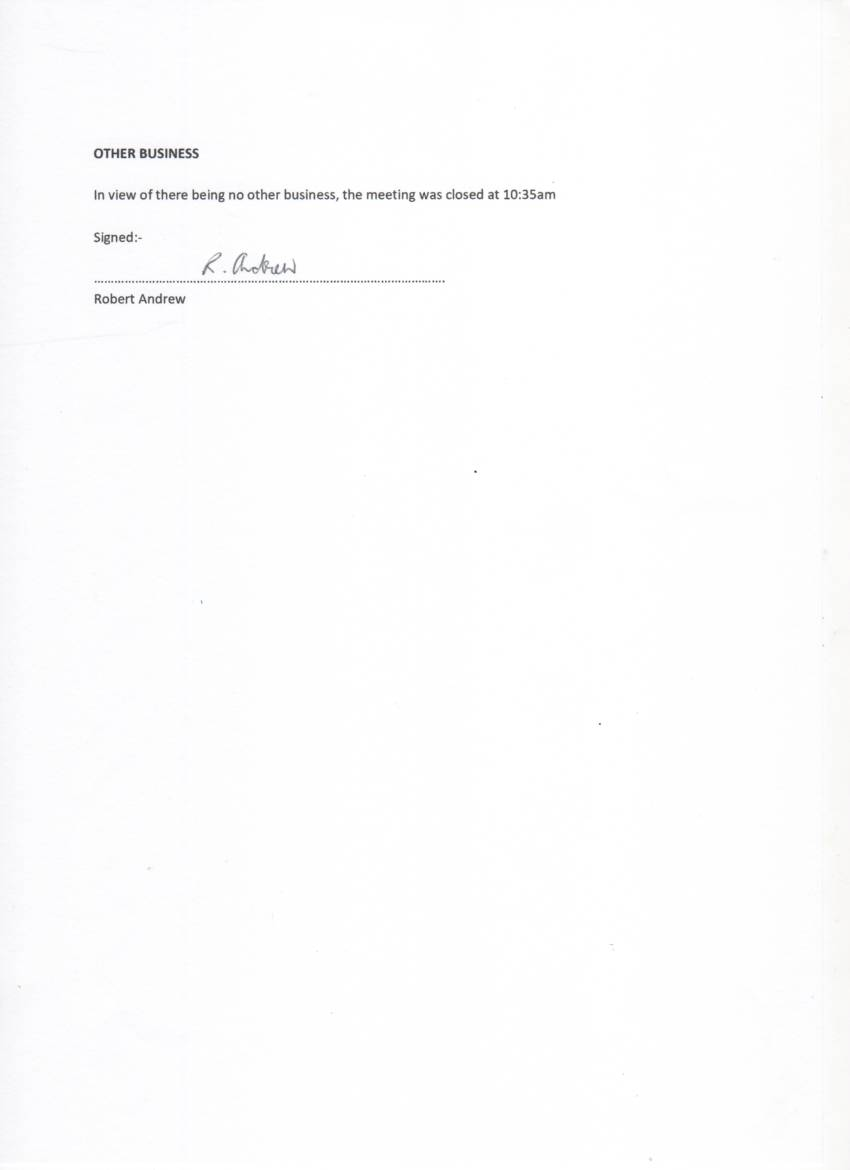 OTHER BUSINESS
In view of there being no other business, the meeting was closed at 10:35am
Signed:-
R. Andrew
Robert Andrew